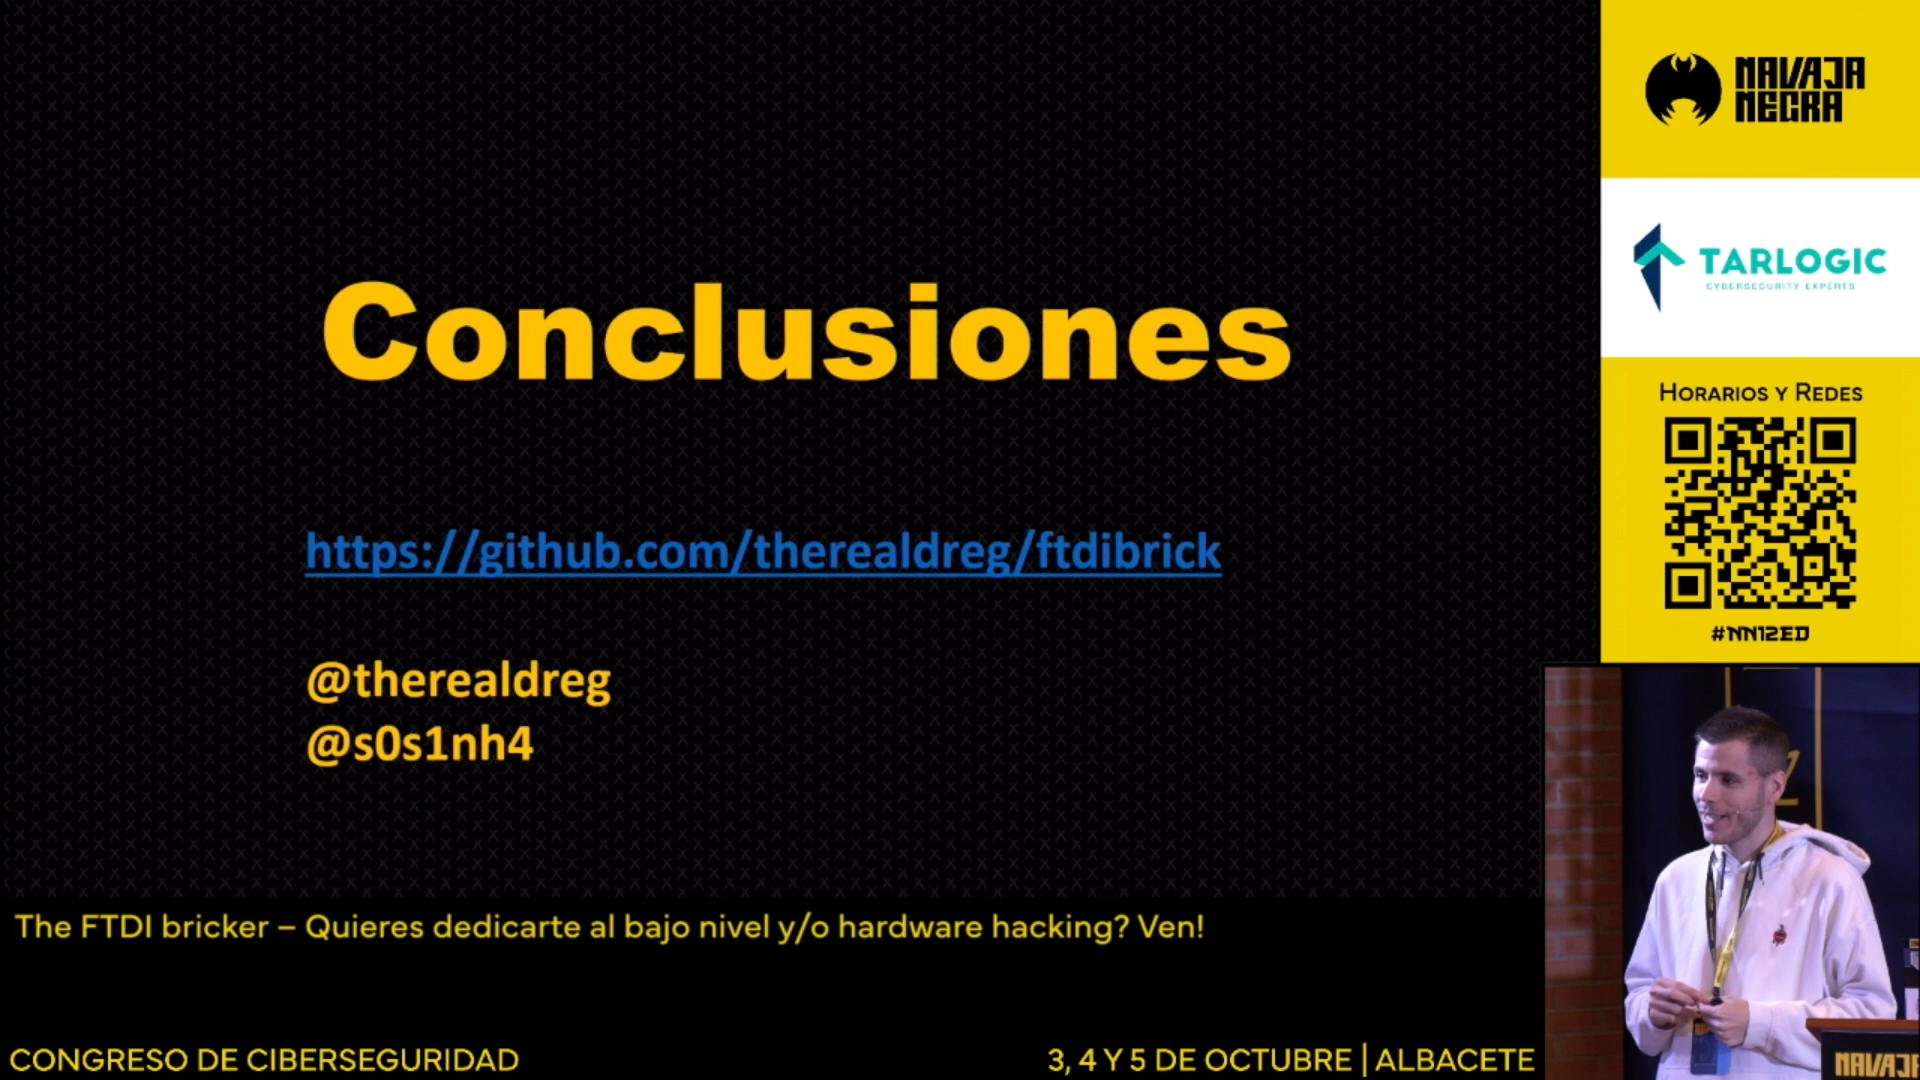 NAVAJA
NEGRA
TARLOGIC
CYBERSECURITY EXPERTS
Conclusiones
HORARIOS Y REDES
https://github.com/therealdreg/ftdibrick
#NN12ED
@therealdreg
@s0s1nh4
The FTDI bricker – Quieres dedicarte al bajo nivel y/o hardware hacking? Ven!
CONGRESO DE CIBERSEGURIDAD
3, 4 Y 5 DE OCTUBRE | ALBACETE